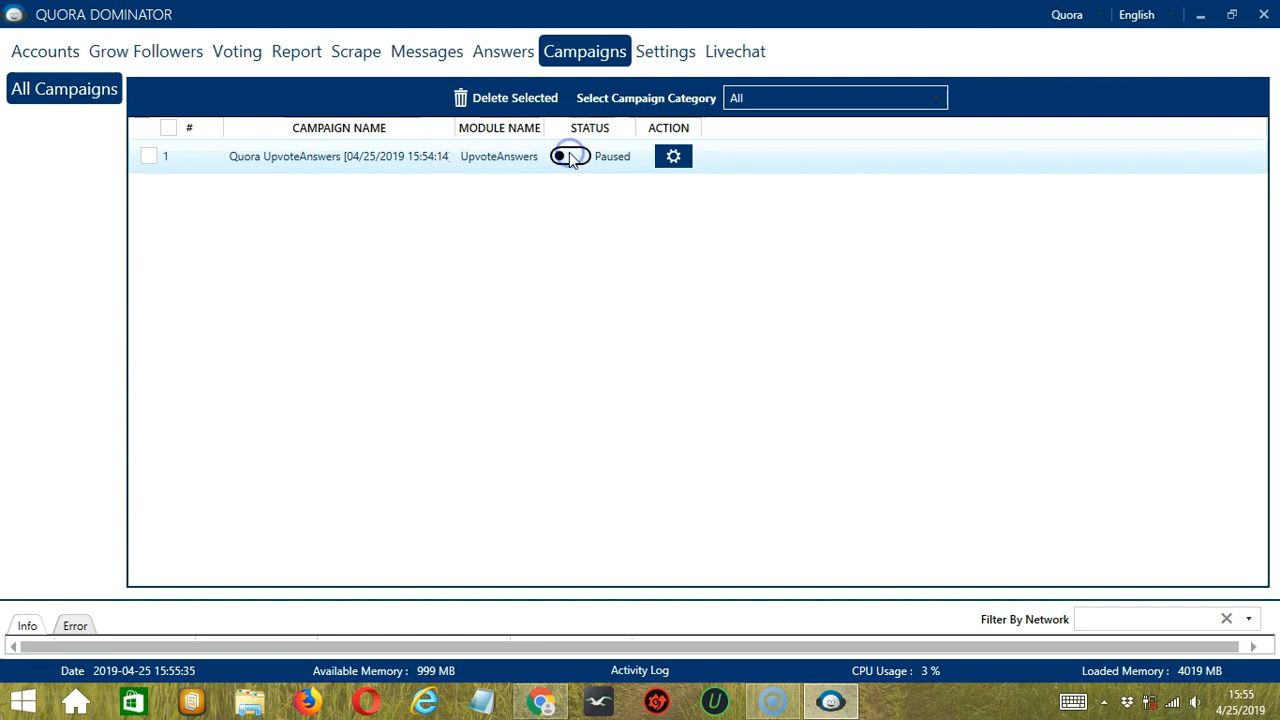 QUORA DOMINATOR
Quora
English
Accounts Grow Followers Voting Report Scrape Messages Answers Campaigns Settings Livechat
All Campaigns
Delete Selected
Select Campaign Category
All
# CAMPAIGN NAME MODULE NAME STATUS ACTION
1 Quora UpvoteAnswers [04/25/2019 15:54:14] UpvoteAnswers Paused
Info
Error
Filter By Network
Date 2019-04-25 15:55:35 Available Memory : 999 MB Activity Log CPU Usage : 3 % Loaded Memory : 4019 MB
15:55
4/25/2019